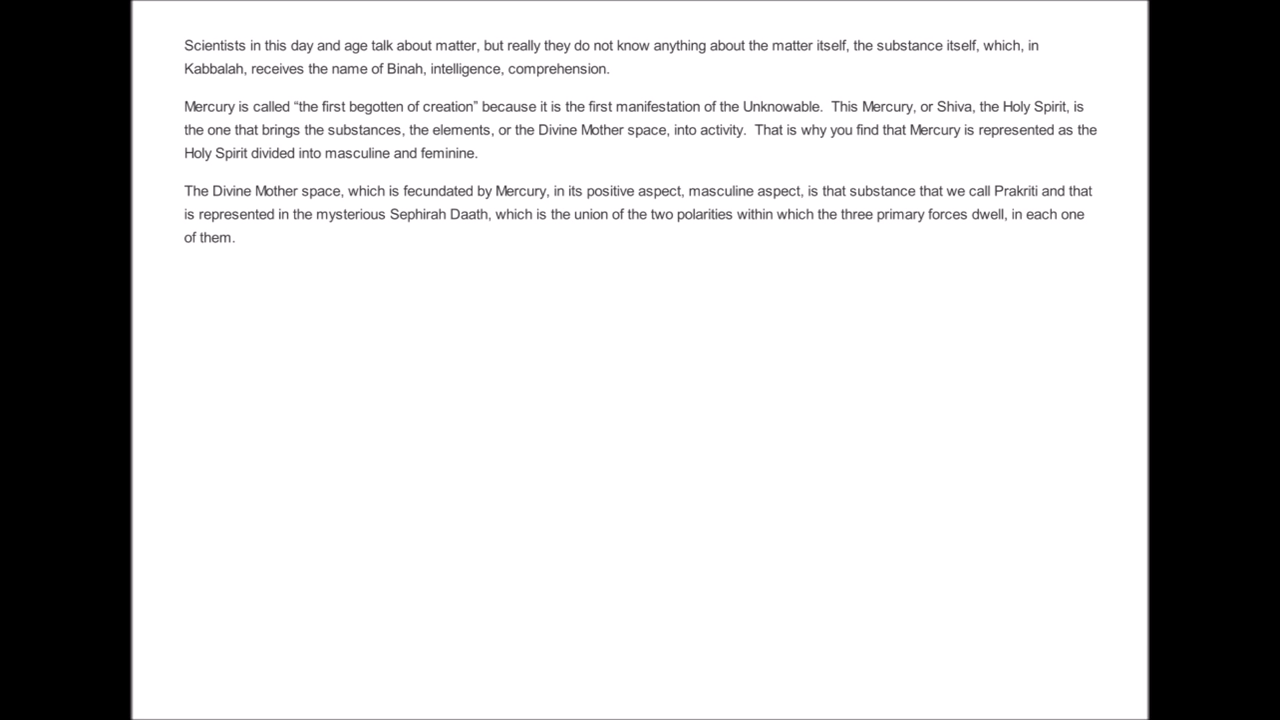 Scientists in this day and age talk about matter, but really they do not know anything about the matter itself, the substance itself, which, in
Kabbalah, receives the name of Binah, intelligence, comprehension.
Mercury is called “the first begotten of creation” because it is the first manifestation of the Unknowable.  This Mercury, or Shiva, the Holy Spirit, is
the one that brings the substances, the elements, or the Divine Mother space, into activity.  That is why you find that Mercury is represented as the
Holy Spirit divided into masculine and feminine.
The Divine Mother space, which is fecundated by Mercury, in its positive aspect, masculine aspect, is that substance that we call Prakriti and that
is represented in the mysterious Sephirah Daath, which is the union of the two polarities within which the three primary forces dwell, in each one
of them.